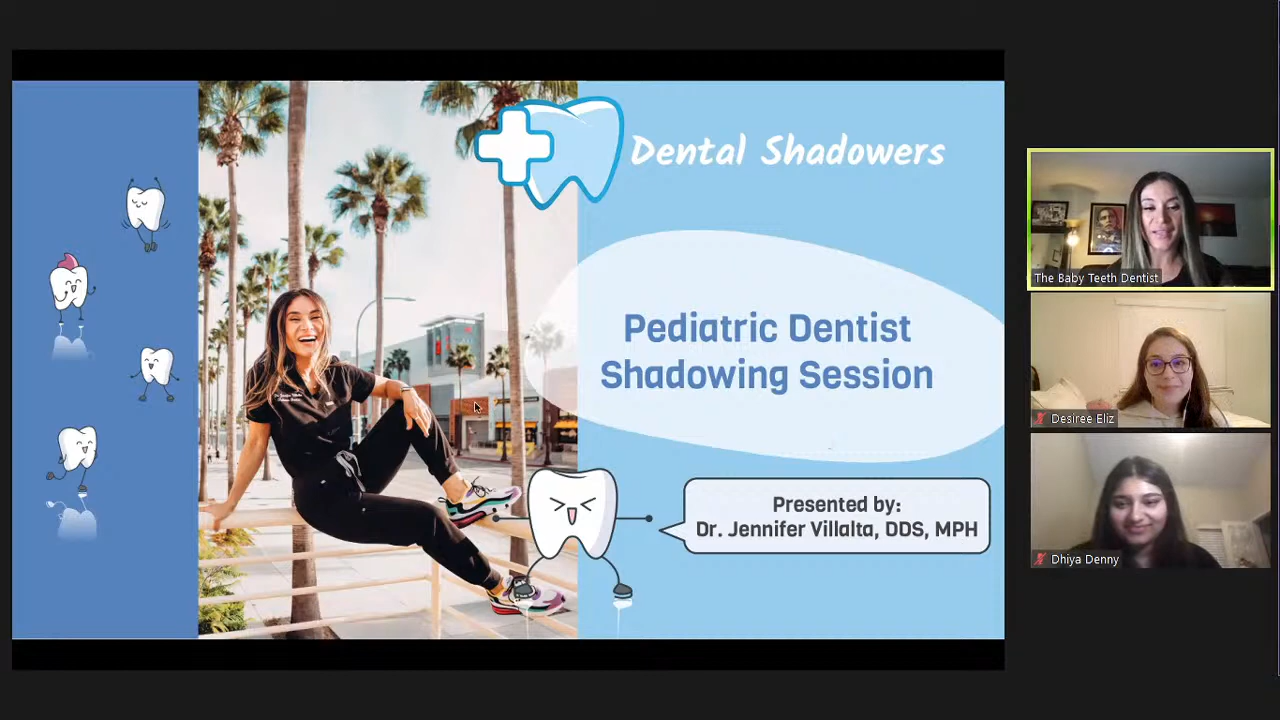 Dental Shadowers
Pediatric Dentist
Shadowing Session
Presented by:
Dr. Jennifer Villalta, DDS, MPH
The Baby Teeth Dentist
Desiree Eliz
Dhiya Denny